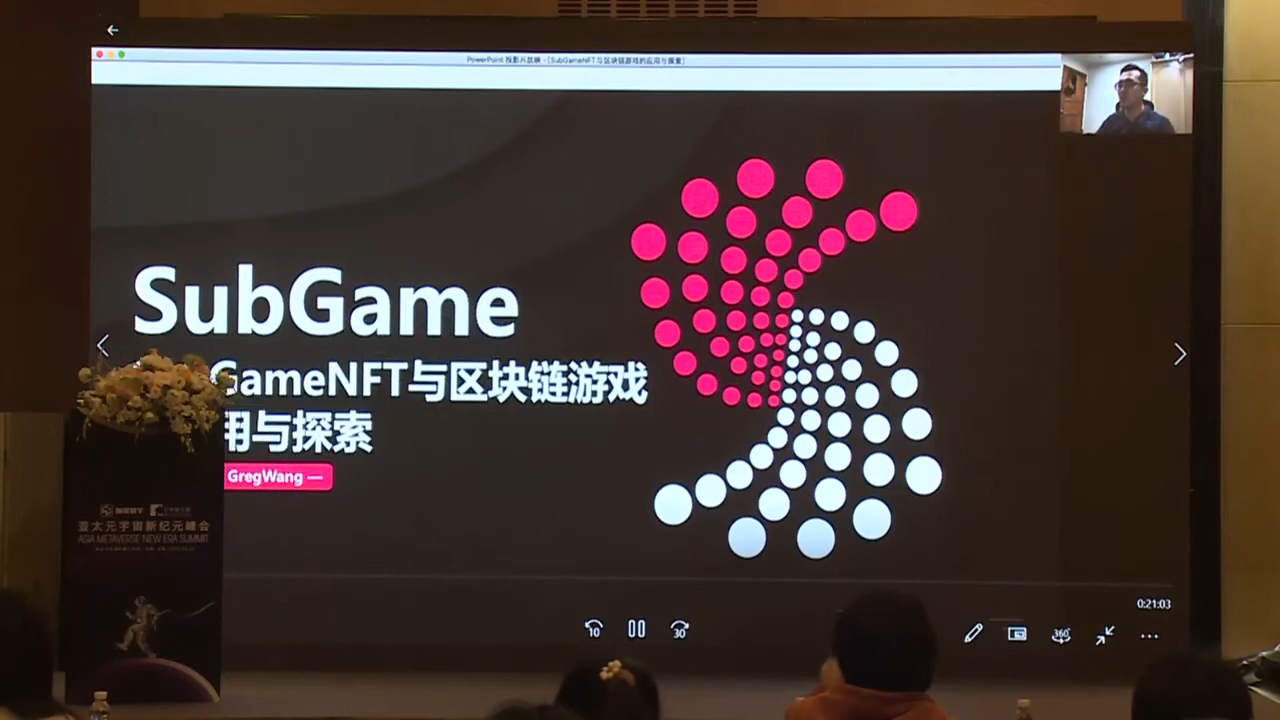 PowerPoint 投影片放映 - [SubGameNFT与区块链游戏的应用与探索]
SubGame
GameNFT与区块链游戏
用与探索
GregWang —
亚太元宇宙新纪元峰会
ASIA METAVERSE NEW ERA SUMMIT
0:21:03
10
30
360°